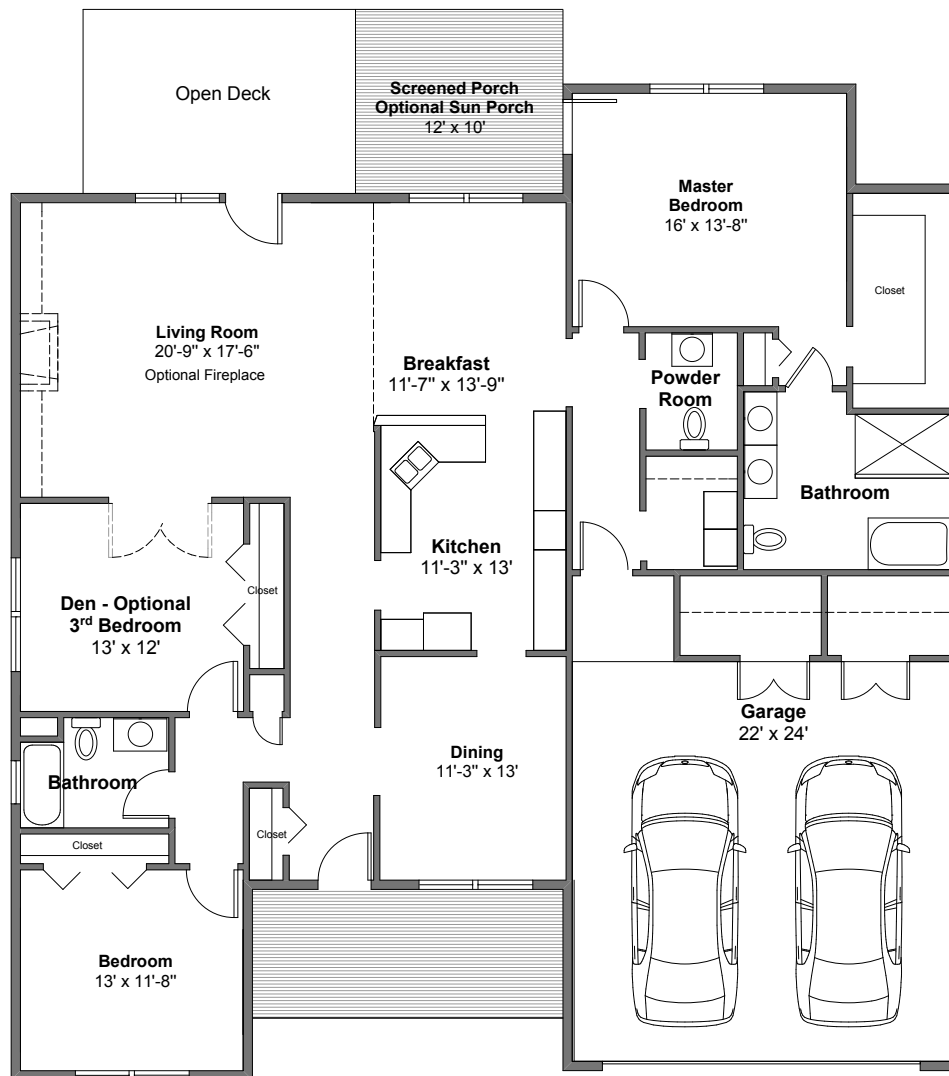 Open Deck
Screened Porch
Optional Sun Porch
12' x 10'
Master
Bedroom
16' x 13'-8"
Closet
Living Room
20'-9" x 17'-6"
Optional Fireplace
Breakfast
11'-7" x 13'-9"
Powder
Room
Bathroom
Kitchen
11'-3" x 13'
Closet
Den - Optional
3rd Bedroom
13' x 12'
Garage
22' x 24'
Dining
11'-3" x 13'
Bathroom
Closet
Closet
Bedroom
13' x 11'-8"